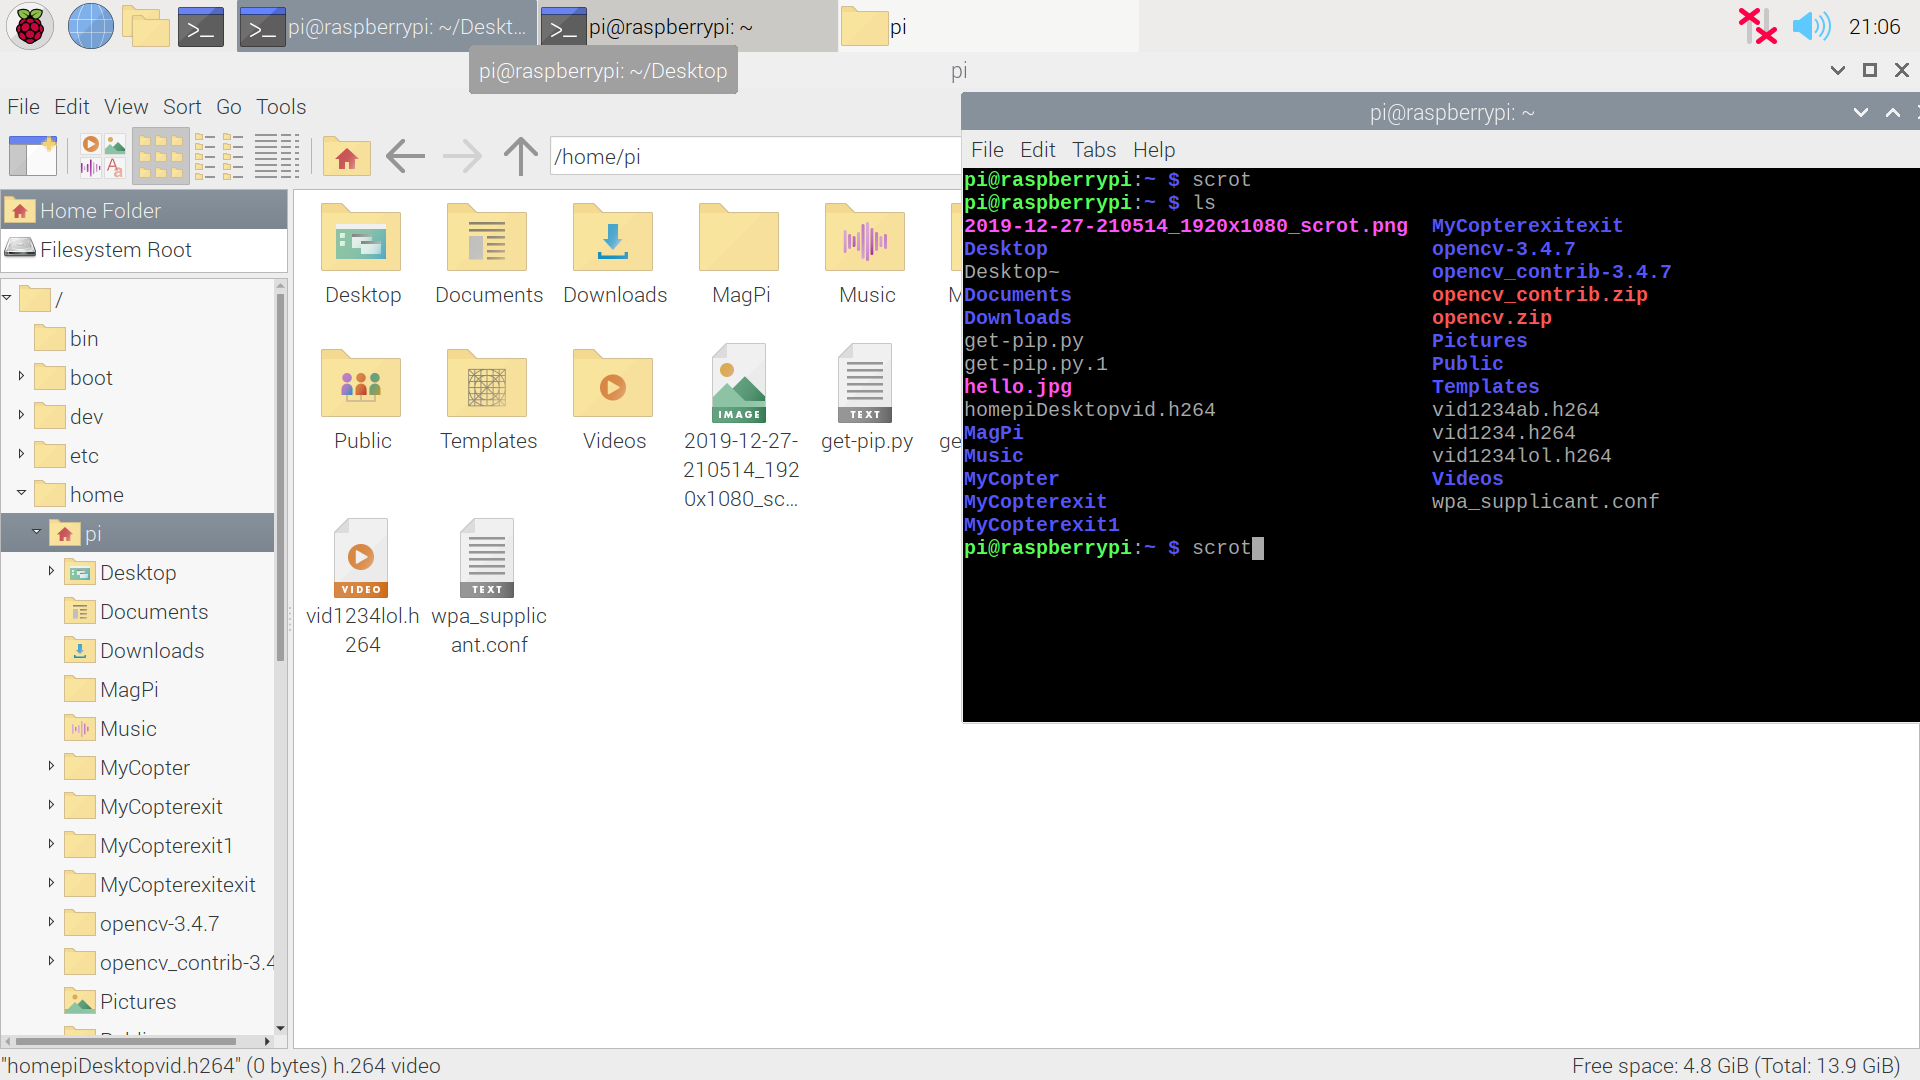 pi@raspberrypi: ~/Deskt...
pi@raspberrypi: ~
pi
21:06
pi@raspberrypi: ~/Desktop
pi
File Edit View Sort Go Tools
/home/pi
Home Folder
Filesystem Root
/
bin
boot
dev
etc
home
pi
Desktop
Documents
Downloads
MagPi
Music
MyCopter
MyCopterexit
MyCopterexit1
MyCopterexitexit
opencv-3.4.7
opencv_contrib-3.4
Pictures
Desktop Documents Downloads MagPi Music M
IMAGE TEXT
Public Templates Videos 2019-12-27- get-pip.py ge
210514_192
0x1080_sc...
VIDEO TEXT
vid1234lol.h wpa_supplic
264 ant.conf
pi@raspberrypi: ~
File Edit Tabs Help
pi@raspberrypi:~ $ scrot
pi@raspberrypi:~ $ ls
2019-12-27-210514_1920x1080_scrot.png MyCopterexitexit
Desktop opencv-3.4.7
Desktop~ opencv_contrib-3.4.7
Documents opencv_contrib.zip
Downloads opencv.zip
get-pip.py Pictures
get-pip.py.1 Public
hello.jpg Templates
homepiDesktopvid.h264 vid1234ab.h264
MagPi vid1234.h264
Music vid1234lol.h264
MyCopter Videos
MyCopterexit wpa_supplicant.conf
MyCopterexit1
pi@raspberrypi:~ $ scrot
"homepiDesktopvid.h264" (0 bytes) h.264 video
Free space: 4.8 GiB (Total: 13.9 GiB)